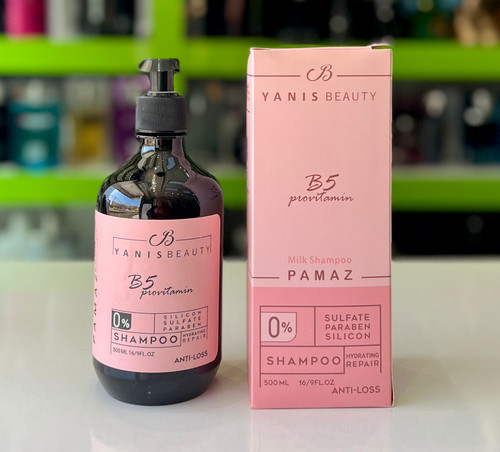 B
YANIS BEAUTY
B5
provitamin
PAMAZ
0%
SILICON
SULFATE
PARABEN
SHAMPOO
HYDRATING
REPAIR
500 ML 16/9FL.OZ
ANTI-LOSS
B
YANIS BEAUTY
B5
provitamin
Milk Shampoo
PAMAZ
0%
SULFATE
PARABEN
SILICON
SHAMPOO
HYDRATING
REPAIR
500 ML 16/9FL.OZ
ANTI-LOSS